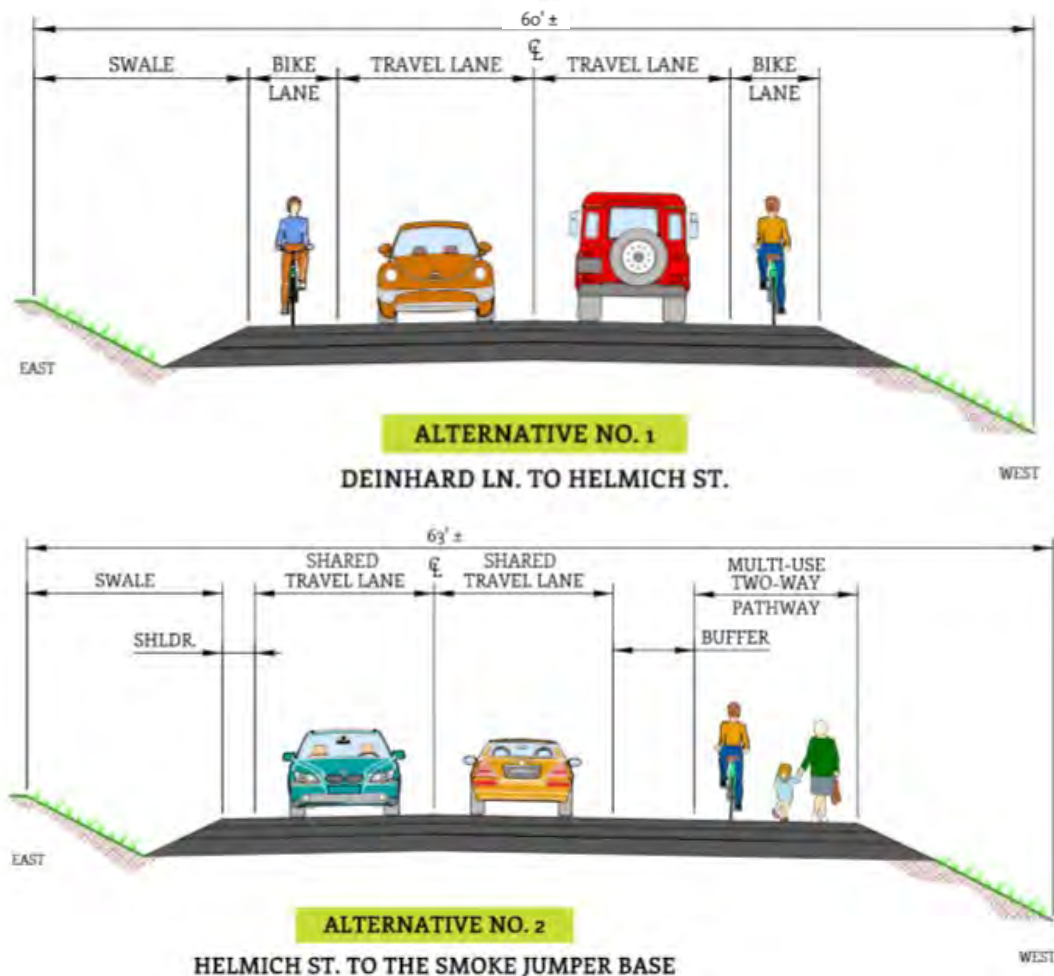 60' ±
℄
SWALE
BIKE
LANE
TRAVEL LANE
TRAVEL LANE
BIKE
LANE
EAST
WEST
ALTERNATIVE NO. 1
DEINHARD LN. TO HELMICH ST.
63' ±
℄
SWALE
SHARED
TRAVEL LANE
SHARED
TRAVEL LANE
MULTI-USE
TWO-WAY
PATHWAY
SHLDR.
BUFFER
EAST
WEST
ALTERNATIVE NO. 2
HELMICH ST. TO THE SMOKE JUMPER BASE